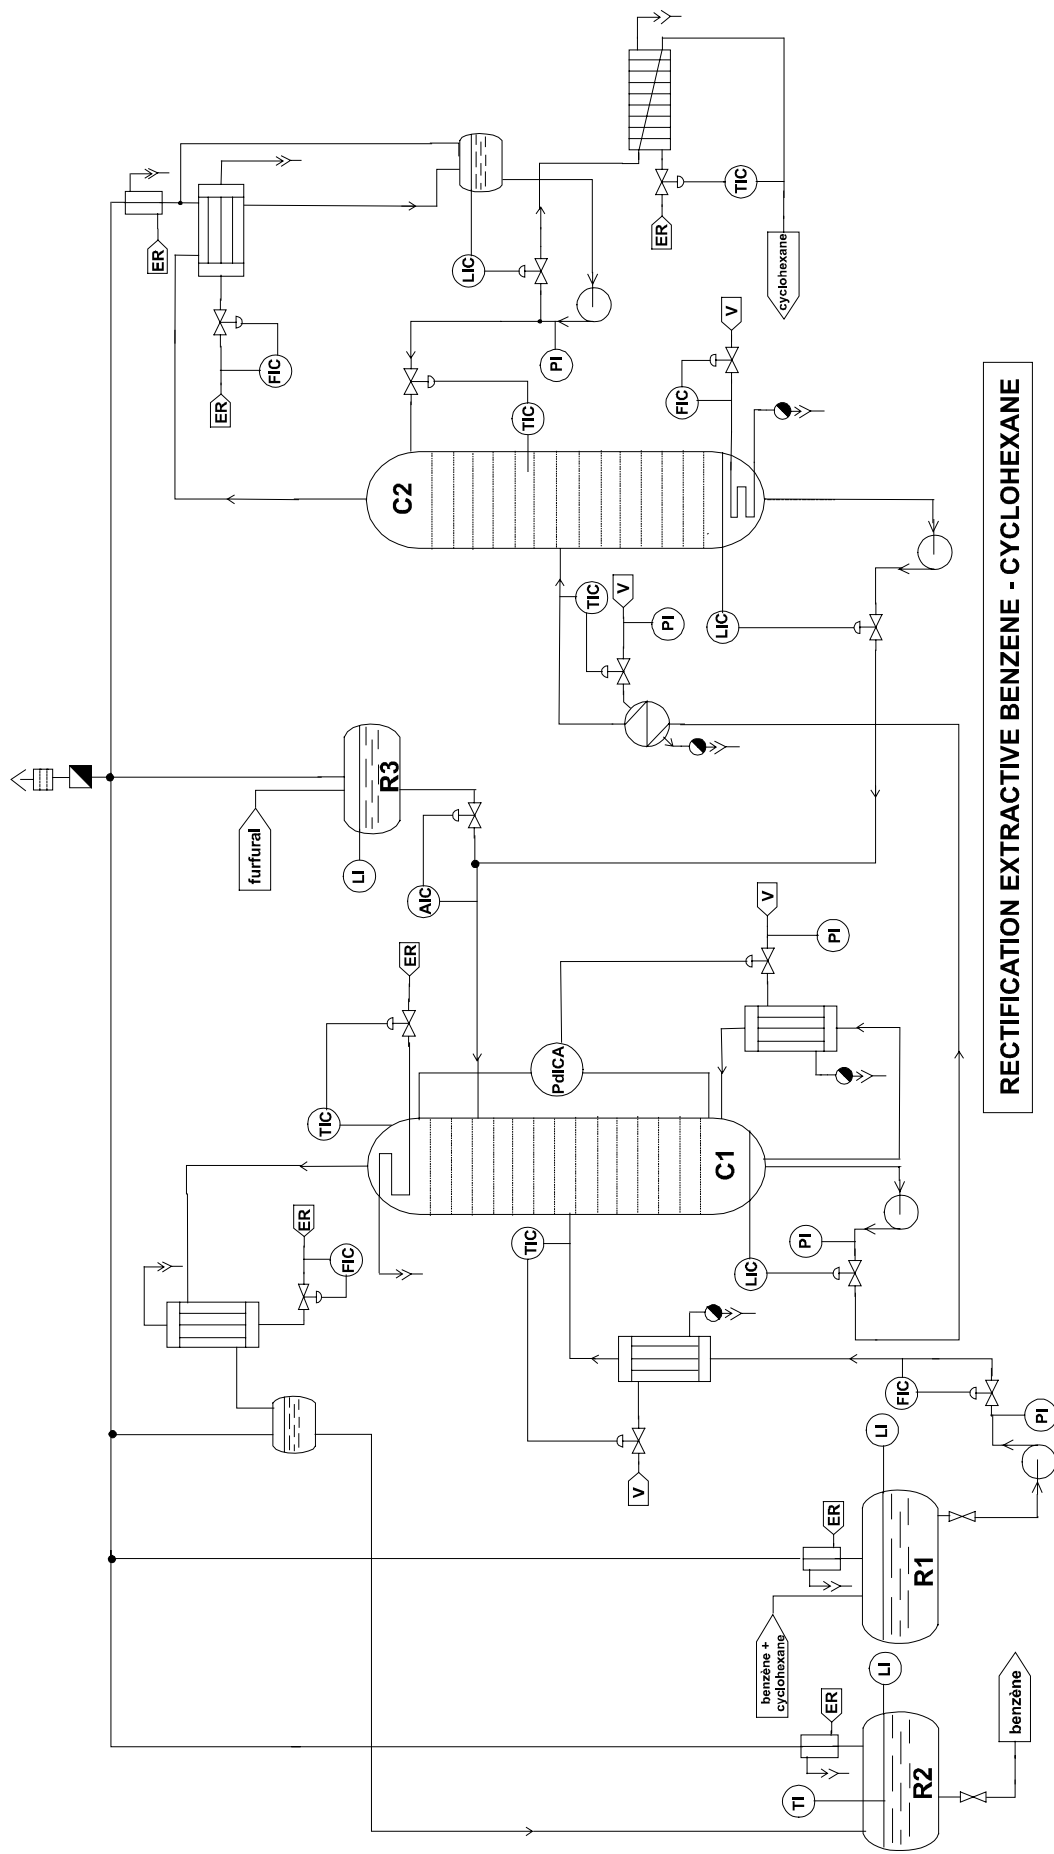 ER
ER
furfural
FIC
ER
TIC
FIC
LI
R3
C2
ER
AIC
LIC
TIC
TIC
PI
PdICA
TIC
V
V
ER
PI
FIC
LIC
C1
V
TIC
LIC
V
benzène +
cyclohexane
cyclohexane
TI
PI
ER
ER
PI
LI
LI
FIC
R2
R1
benzène
PI
RECTIFICATION EXTRACTIVE BENZENE - CYCLOHEXANE